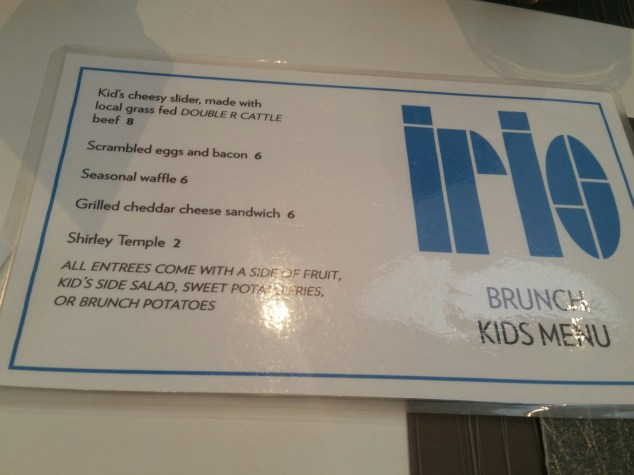 Kid's cheesy slider, made with
local grass fed DOUBLE R CATTLE
beef 8
Scrambled eggs and bacon 6
Seasonal waffle 6
Grilled cheddar cheese sandwich 6
Shirley Temple 2
ALL ENTREES COME WITH A SIDE OF FRUIT,
KID'S SIDE SALAD, SWEET POTATO FRIES,
OR BRUNCH POTATOES
iris
BRUNCH
KIDS MENU